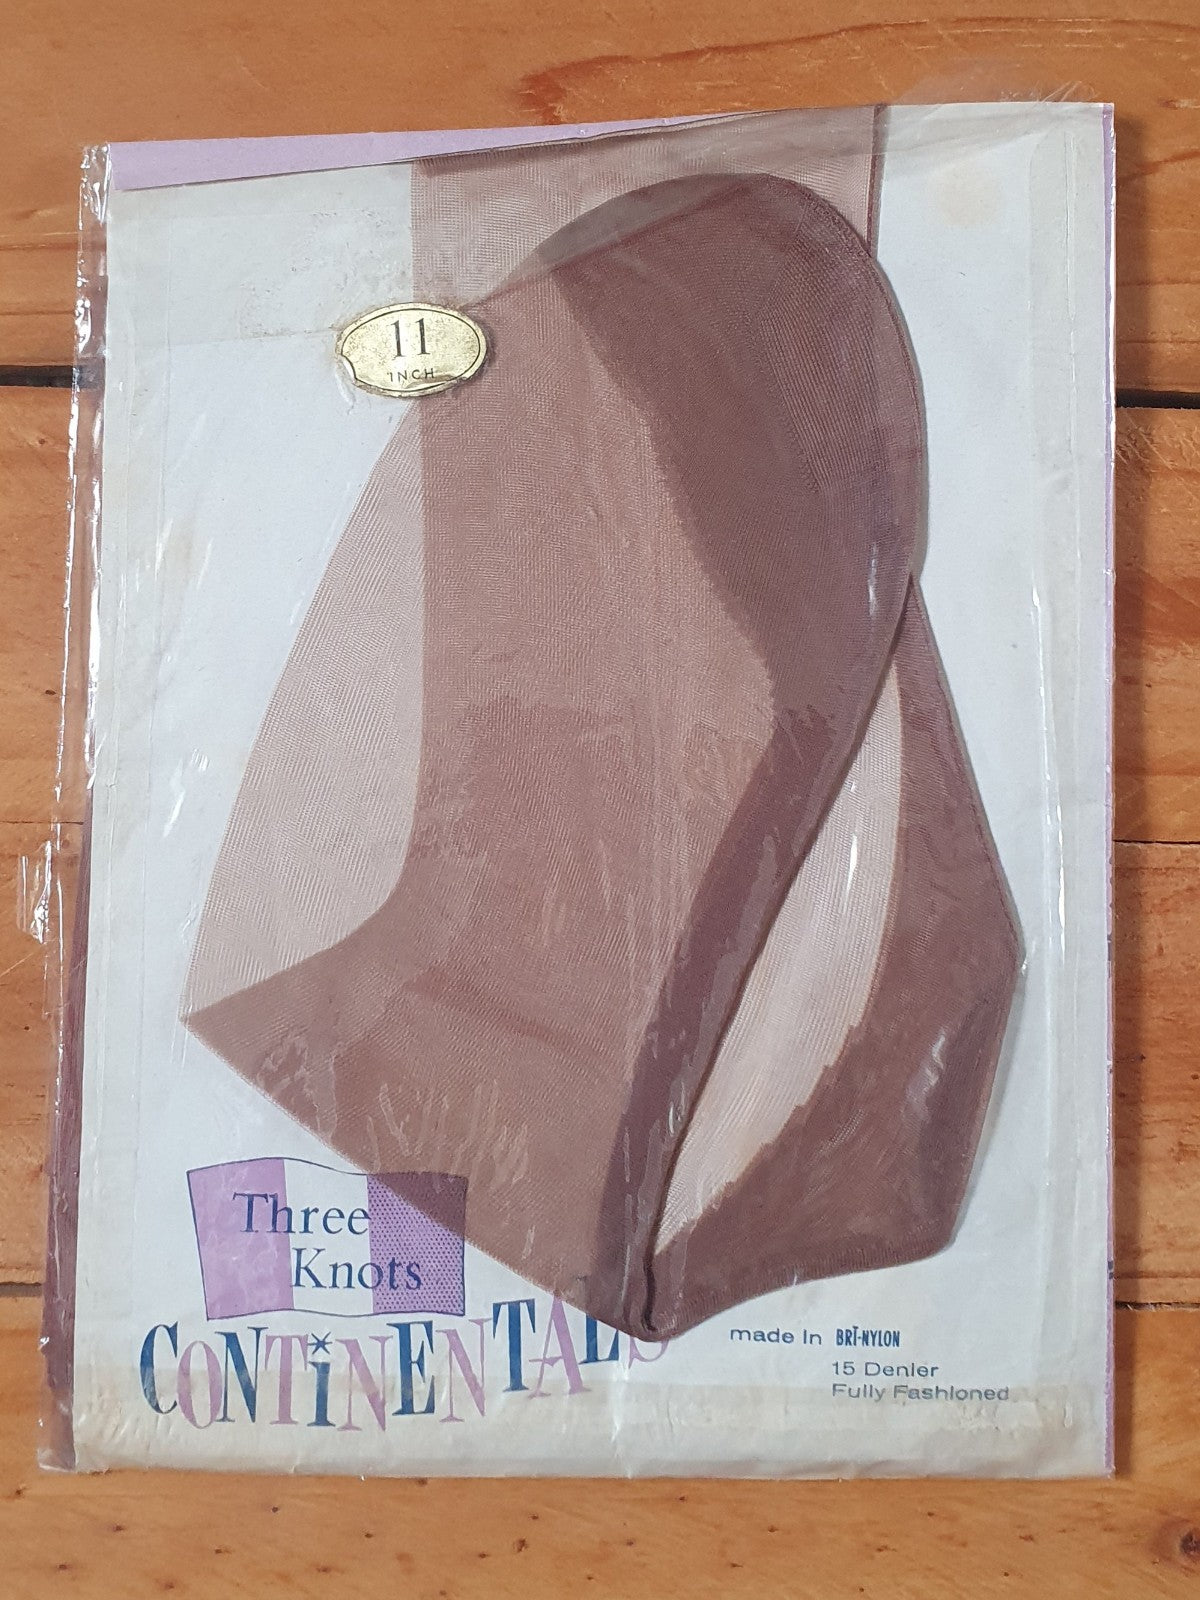 11
INCH
Three
Knots
CONTiNENTALS
made in BRI-NYLON
15 Denier
Fully Fashioned